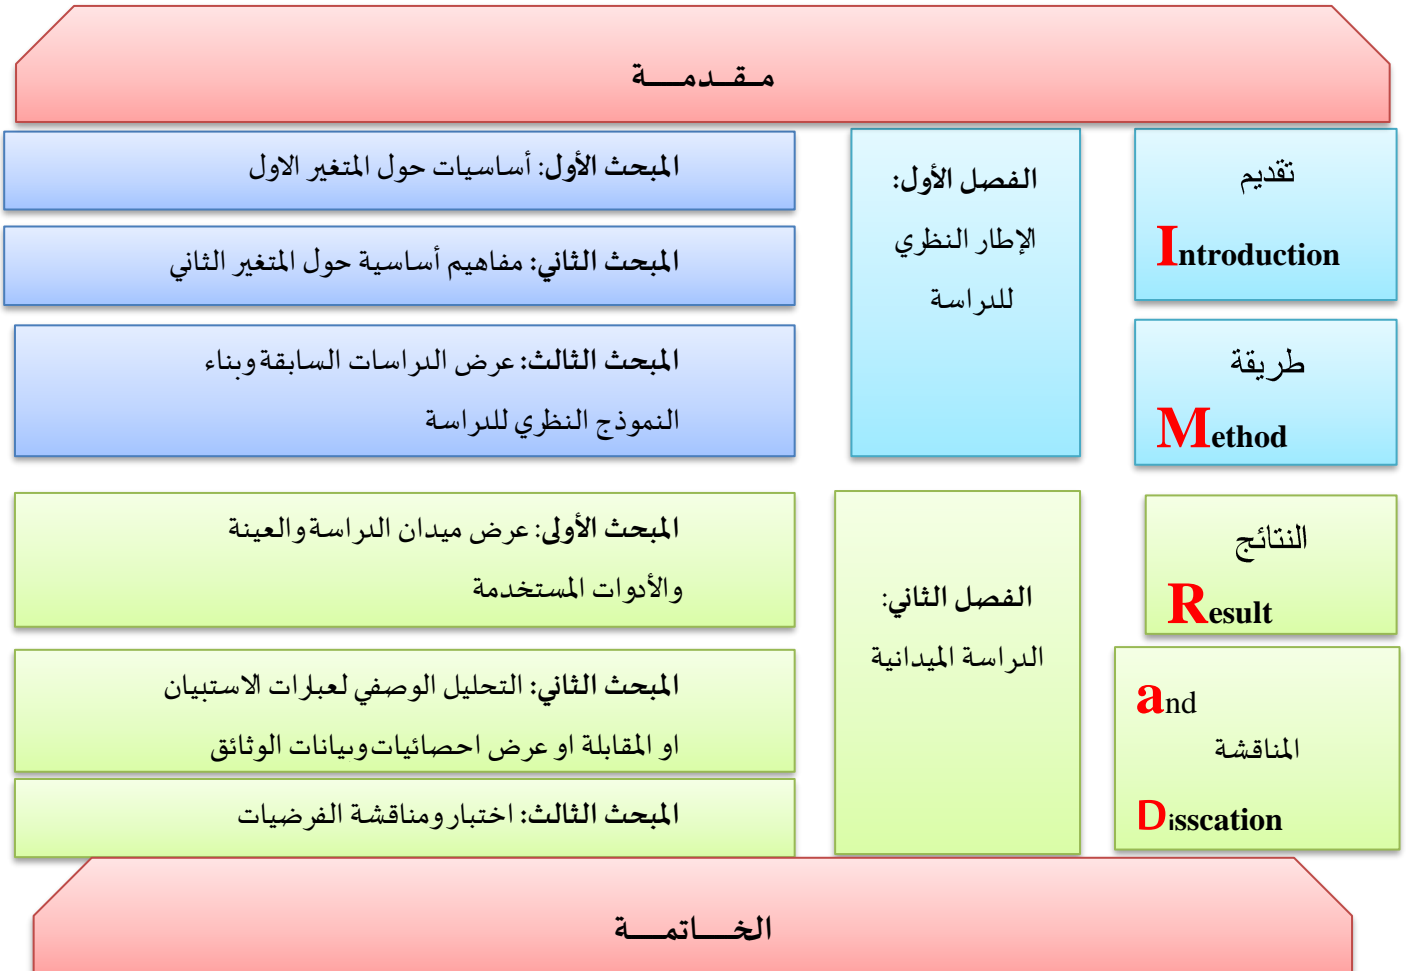 مـقــدمــــة
تقديم
Introduction
طريقة
Method
الفصل الأول:
الإطار النظري
للدراسة
المبحث الأول: أساسيات حول المتغير الاول
المبحث الثاني: مفاهيم أساسية حول المتغير الثاني
المبحث الثالث: عرض الدراسات السابقة وبناء
النموذج النظري للدراسة
النتائج
Result
and
المناقشة
Disscation
الفصل الثاني:
الدراسة الميدانية
المبحث الأولى: عرض ميدان الدراسة والعينة
والأدوات المستخدمة
المبحث الثاني: التحليل الوصفي لعبارات الاستبيان
او المقابلة او عرض احصائيات وبيانات الوثائق
المبحث الثالث: اختبار ومناقشة الفرضيات
الخــــاتمــــة